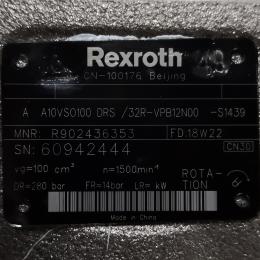 Rexroth
CN-100176 Beijing
A A10VSO100 DRS /32R-VPB12N00 -S1439
MNR: R902436353 FD:18W22
SN: 60942444 CN30
vg=100 cm³ n=1500min⁻¹ ROTA-
DR=280 bar FR=14bar LR= kW TION
Made in China